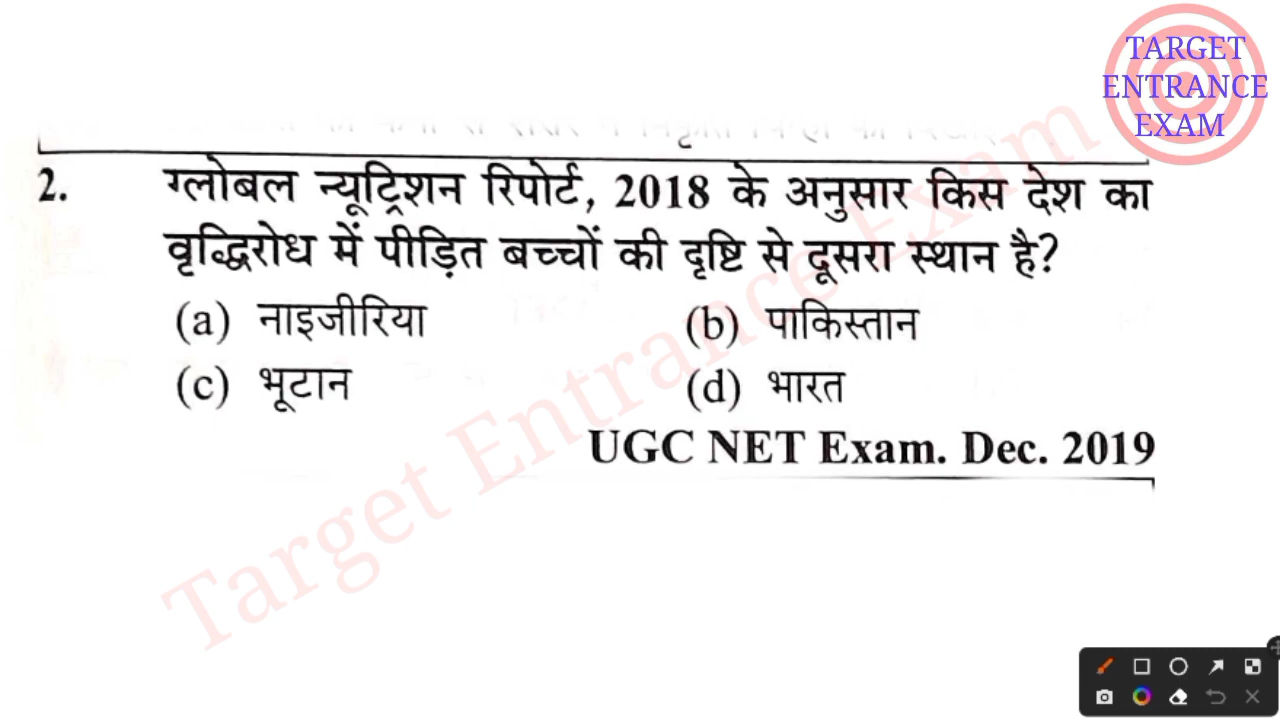 TARGET
ENTRANCE
EXAM
2. ग्लोबल न्यूट्रिशन रिपोर्ट, 2018 के अनुसार किस देश का
वृद्धिरोध में पीड़ित बच्चों की दृष्टि से दूसरा स्थान है?
(a) नाइजीरिया (b) पाकिस्तान
(c) भूटान (d) भारत
UGC NET Exam. Dec. 2019
Target Entrance Exam